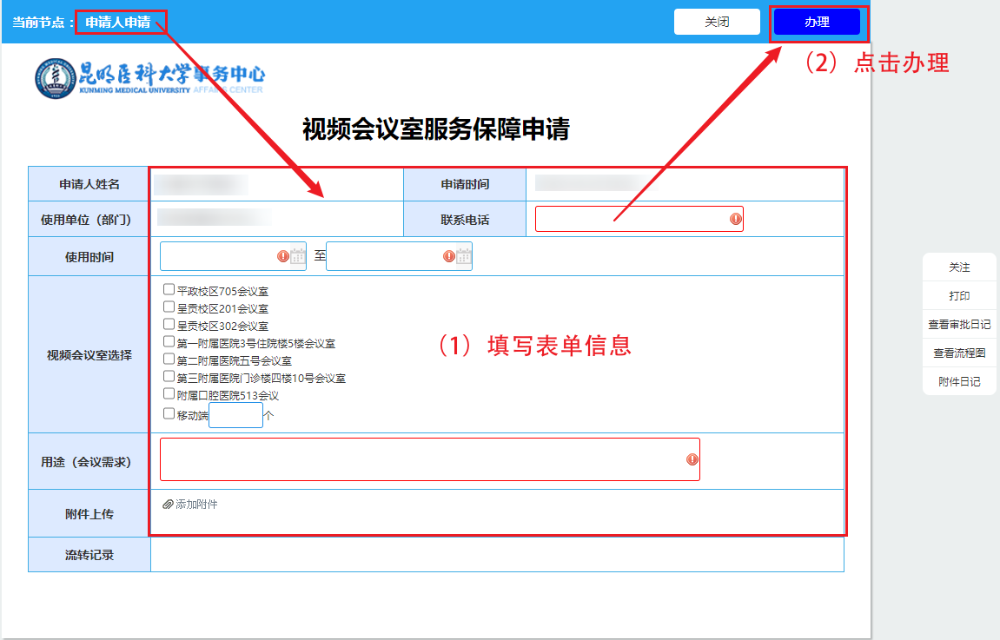 当前节点：申请人申请 关闭 办理
（2）点击办理
昆明医科大学事务中心
KUNMING MEDICAL UNIVERSITY AFFAIRS CENTER
视频会议室服务保障申请
申请人姓名 申请时间
使用单位（部门） 联系电话
使用时间 至
视频会议室选择
平政校区705会议室
呈贡校区201会议室
呈贡校区302会议室
第一附属医院3号住院楼5楼会议室
第二附属医院五号会议室
第三附属医院门诊楼四楼10号会议室
附属口腔医院513会议
移动端 个
（1）填写表单信息
用途（会议需求）
附件上传 添加附件
流转记录
关注
打印
查看审批日记
查看流程图
附件日记